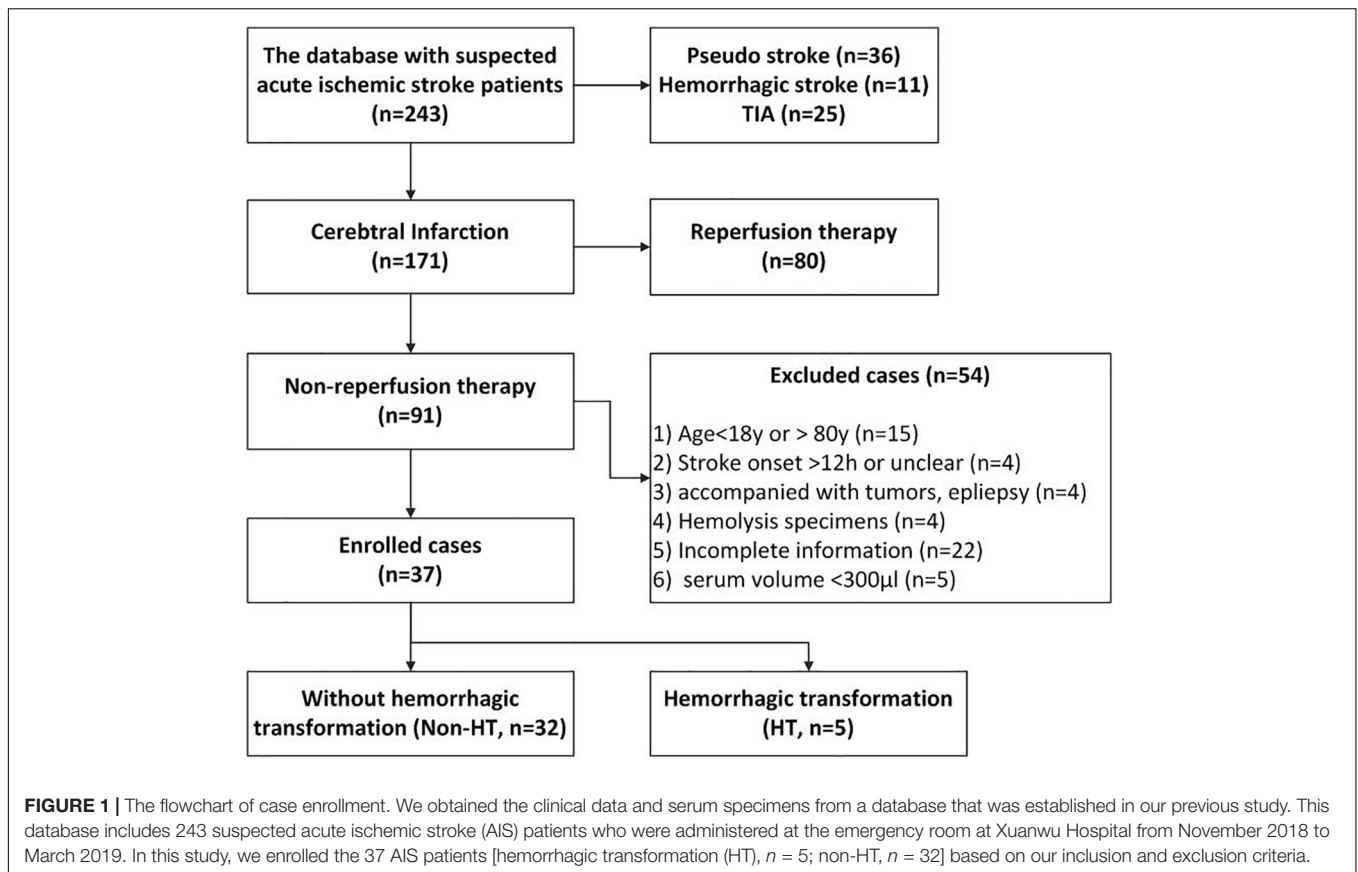 The database with suspected
acute ischemic stroke patients
(n=243)
Pseudo stroke (n=36)
Hemorrhagic stroke (n=11)
TIA (n=25)
Cerebtral Infarction
(n=171)
Reperfusion therapy
(n=80)
Non-reperfusion therapy
(n=91)
Excluded cases (n=54)
1) Age<18y or > 80y (n=15)
2) Stroke onset >12h or unclear (n=4)
3) accompanied with tumors, epliepsy (n=4)
4) Hemolysis specimens (n=4)
5) Incomplete information (n=22)
6) serum volume <300μl (n=5)
Enrolled cases
(n=37)
Without hemorrhagic
transformation (Non-HT, n=32)
Hemorrhagic transformation
(HT, n=5)
FIGURE 1 | The flowchart of case enrollment. We obtained the clinical data and serum specimens from a database that was established in our previous study. This
database includes 243 suspected acute ischemic stroke (AIS) patients who were administered at the emergency room at Xuanwu Hospital from November 2018 to
March 2019. In this study, we enrolled the 37 AIS patients [hemorrhagic transformation (HT), n = 5; non-HT, n = 32] based on our inclusion and exclusion criteria.